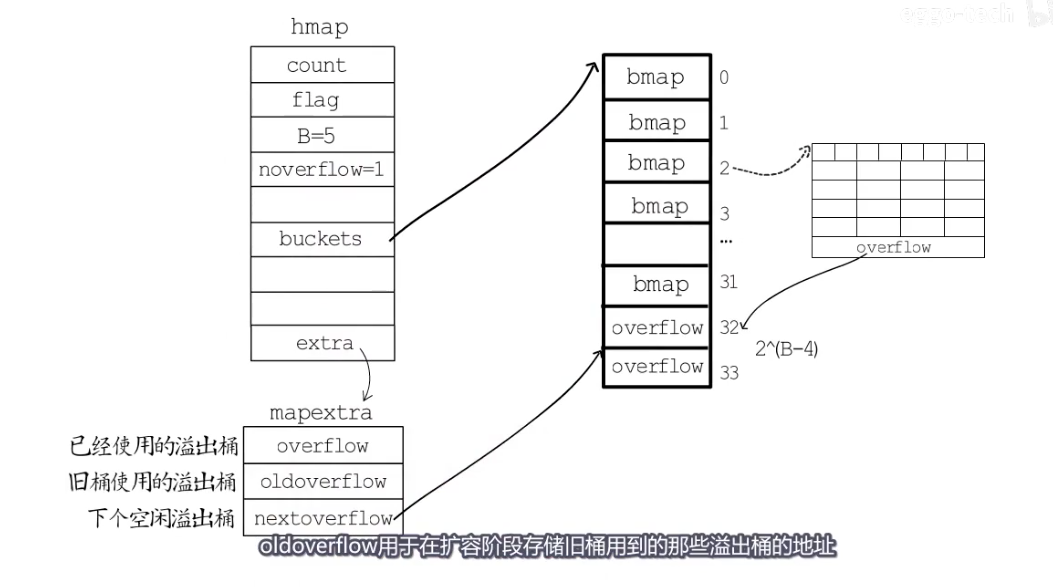 eggo-tech
hmap
count
flag
B=5
noverflow=1
buckets
extra
bmap 0
bmap 1
bmap 2
bmap 3
...
bmap 31
overflow 32
overflow 33
2^(B-4)
overflow
mapextra
已经使用的溢出桶 overflow
旧桶使用的溢出桶 oldoverflow
下个空闲溢出桶 nextoverflow
oldoverflow用于在扩容阶段存储旧桶用到的那些溢出桶的地址